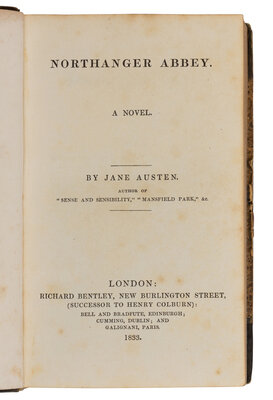 NORTHANGER ABBEY.
A NOVEL.
BY JANE AUSTEN.
AUTHOR OF
"SENSE AND SENSIBILITY," "MANSFIELD PARK," &c.
LONDON:
RICHARD BENTLEY, NEW BURLINGTON STREET,
(SUCCESSOR TO HENRY COLBURN):
BELL AND BRADFUTE, EDINBURGH;
CUMMING, DUBLIN; AND
GALIGNANI, PARIS.
1833.